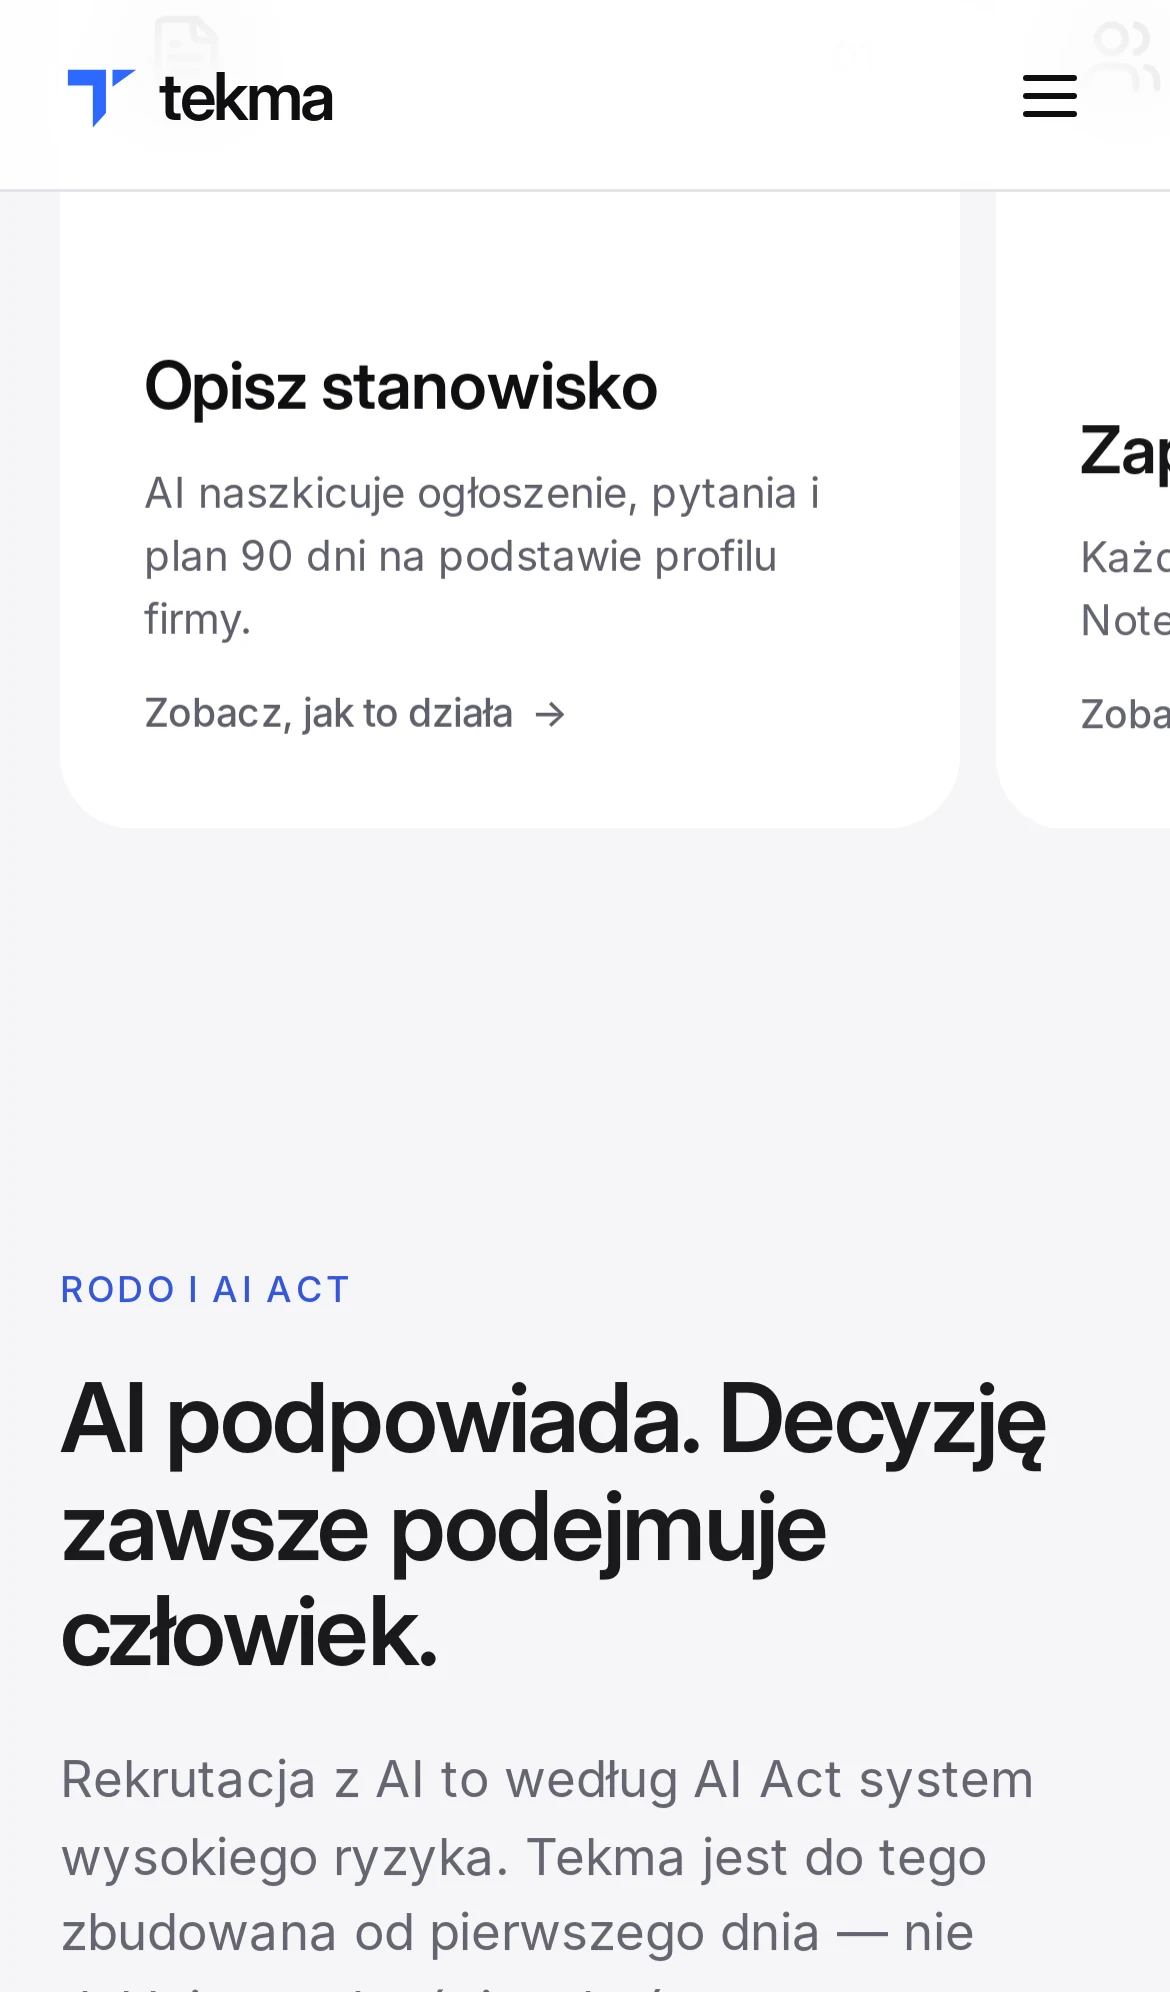 tekma
Opisz stanowisko
AI naszkicuje ogłoszenie, pytania i
plan 90 dni na podstawie profilu
firmy.
Zobacz, jak to działa →
RODO I AI ACT
AI podpowiada. Decyzję
zawsze podejmuje
człowiek.
Rekrutacja z AI to według AI Act system
wysokiego ryzyka. Tekma jest do tego
zbudowana od pierwszego dnia — nie